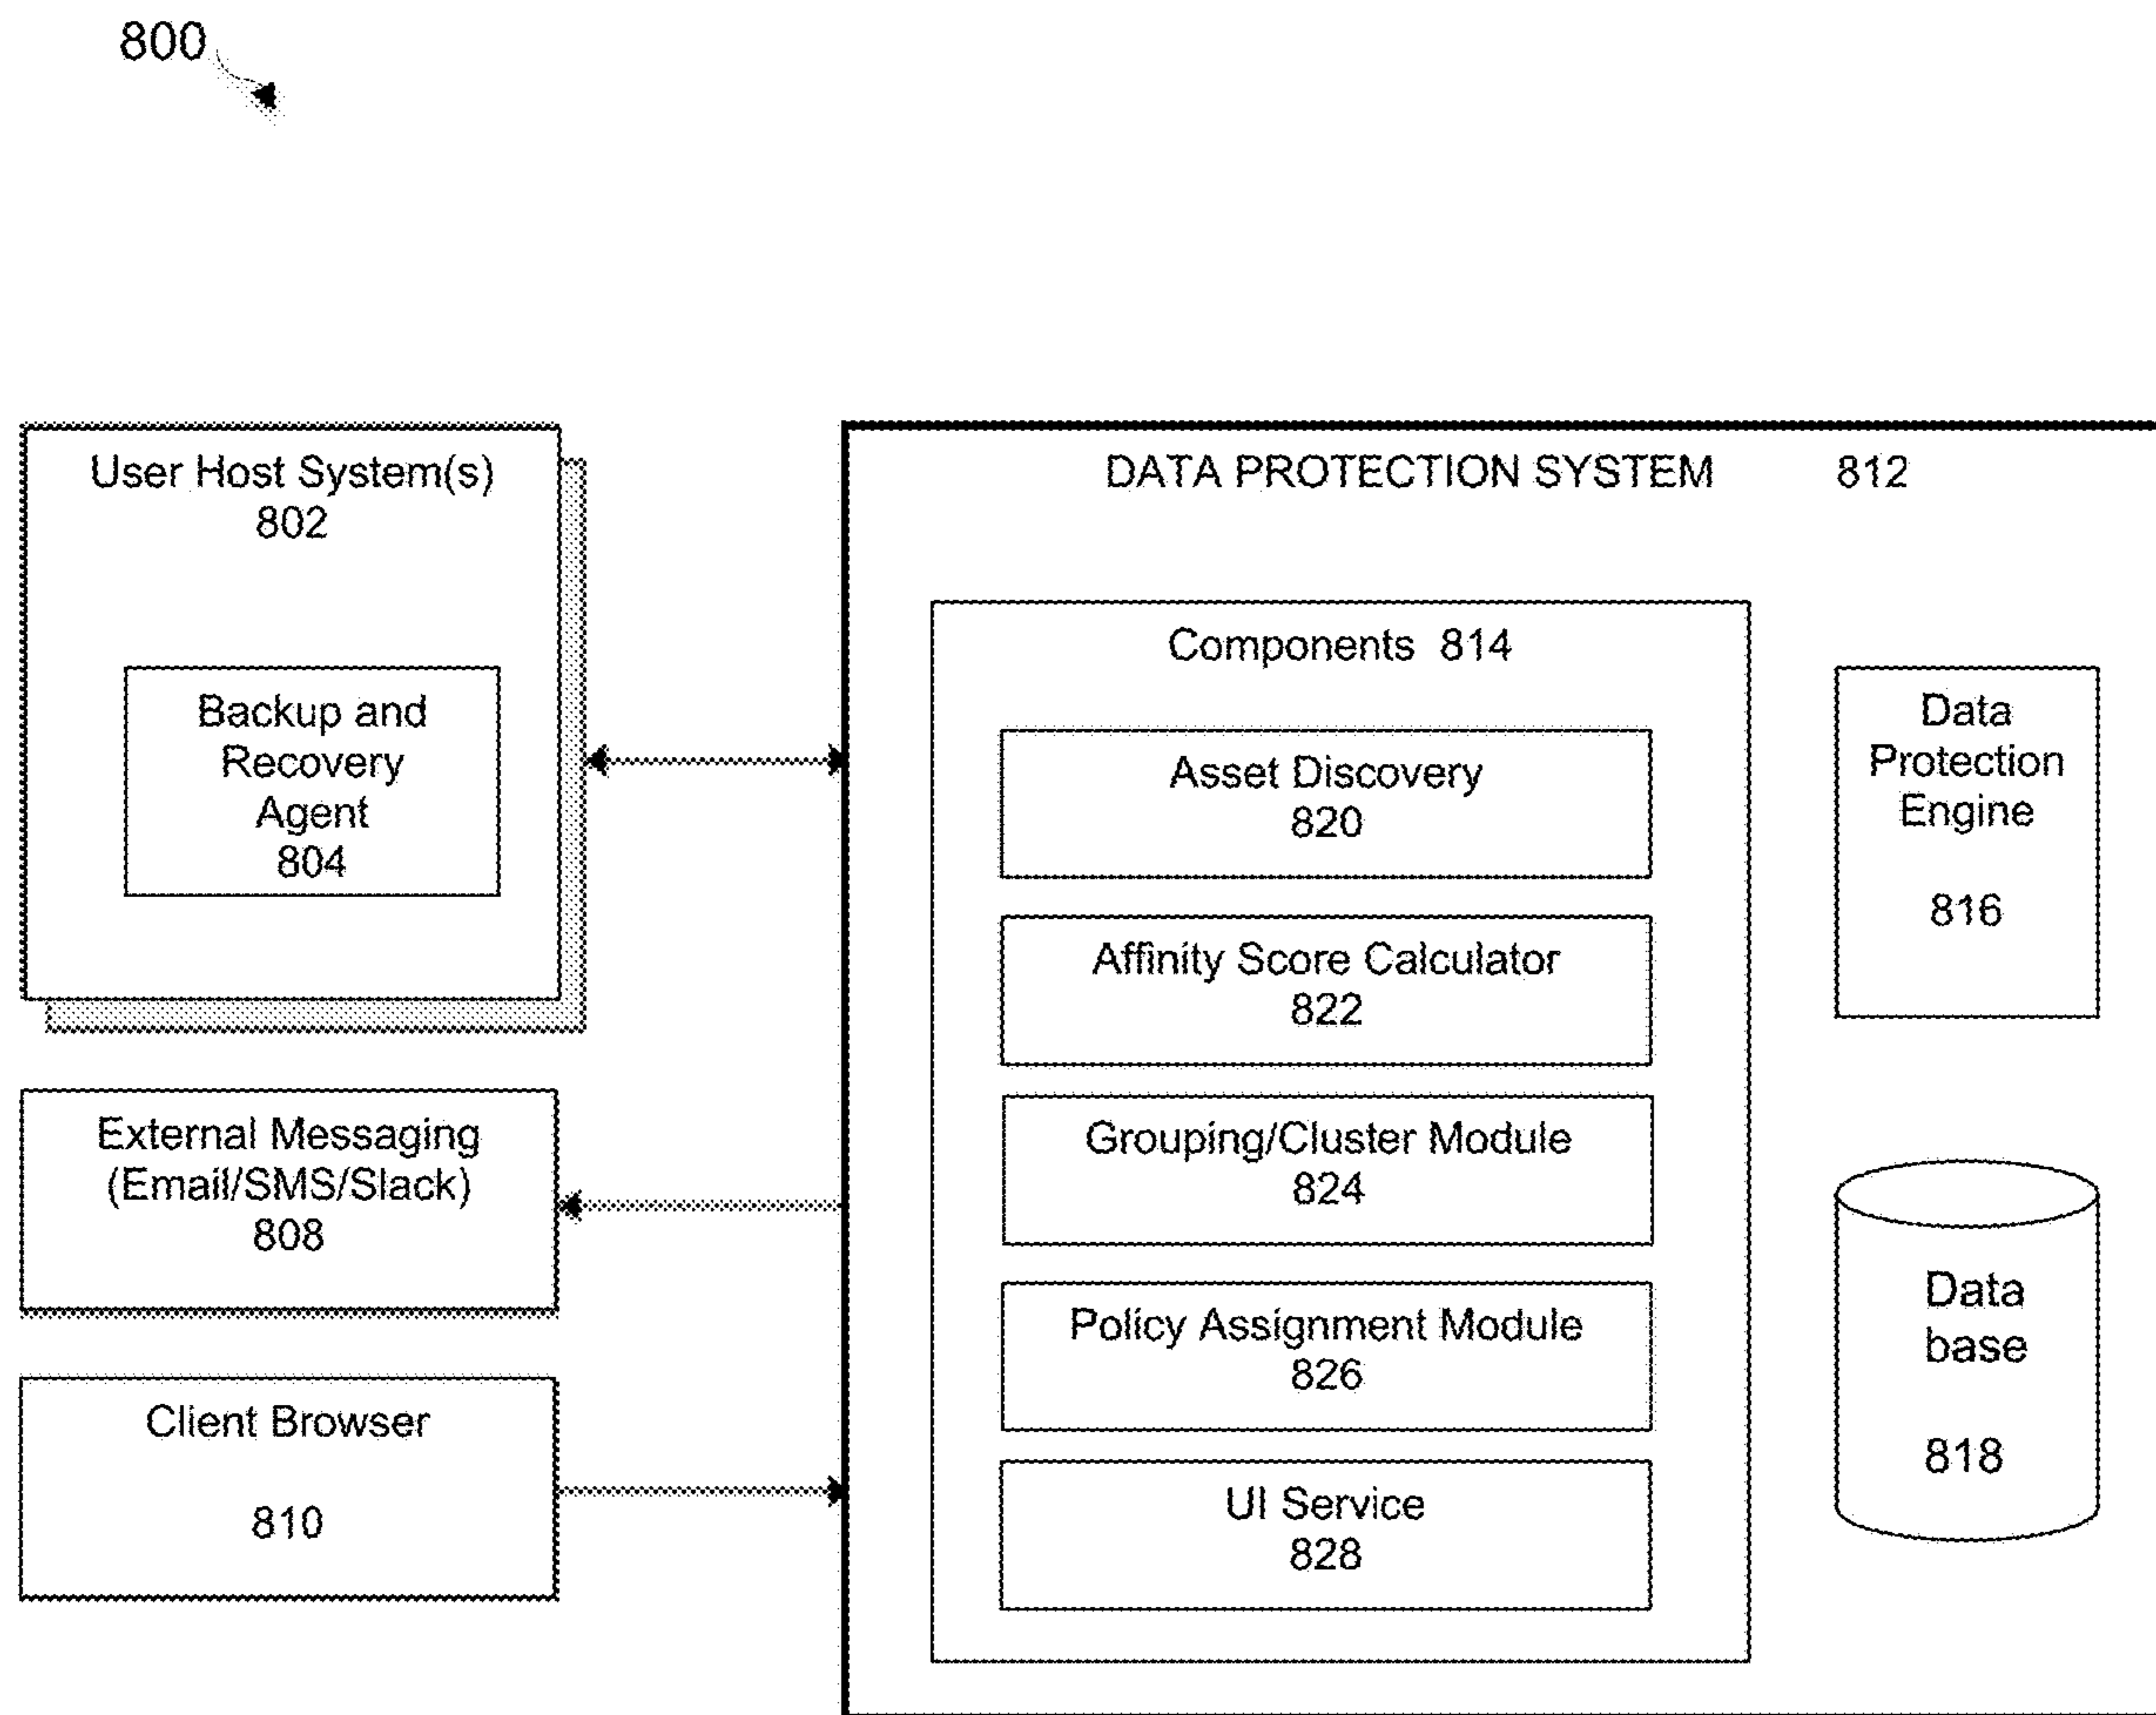 800
User Host System(s)
802
Backup and
Recovery
Agent
804
External Messaging
(Email/SMS/Slack)
808
Client Browser
810
DATA PROTECTION SYSTEM 812
Components 814
Asset Discovery
820
Affinity Score Calculator
822
Grouping/Cluster Module
824
Policy Assignment Module
826
UI Service
828
Data
Protection
Engine
816
Data
base
818